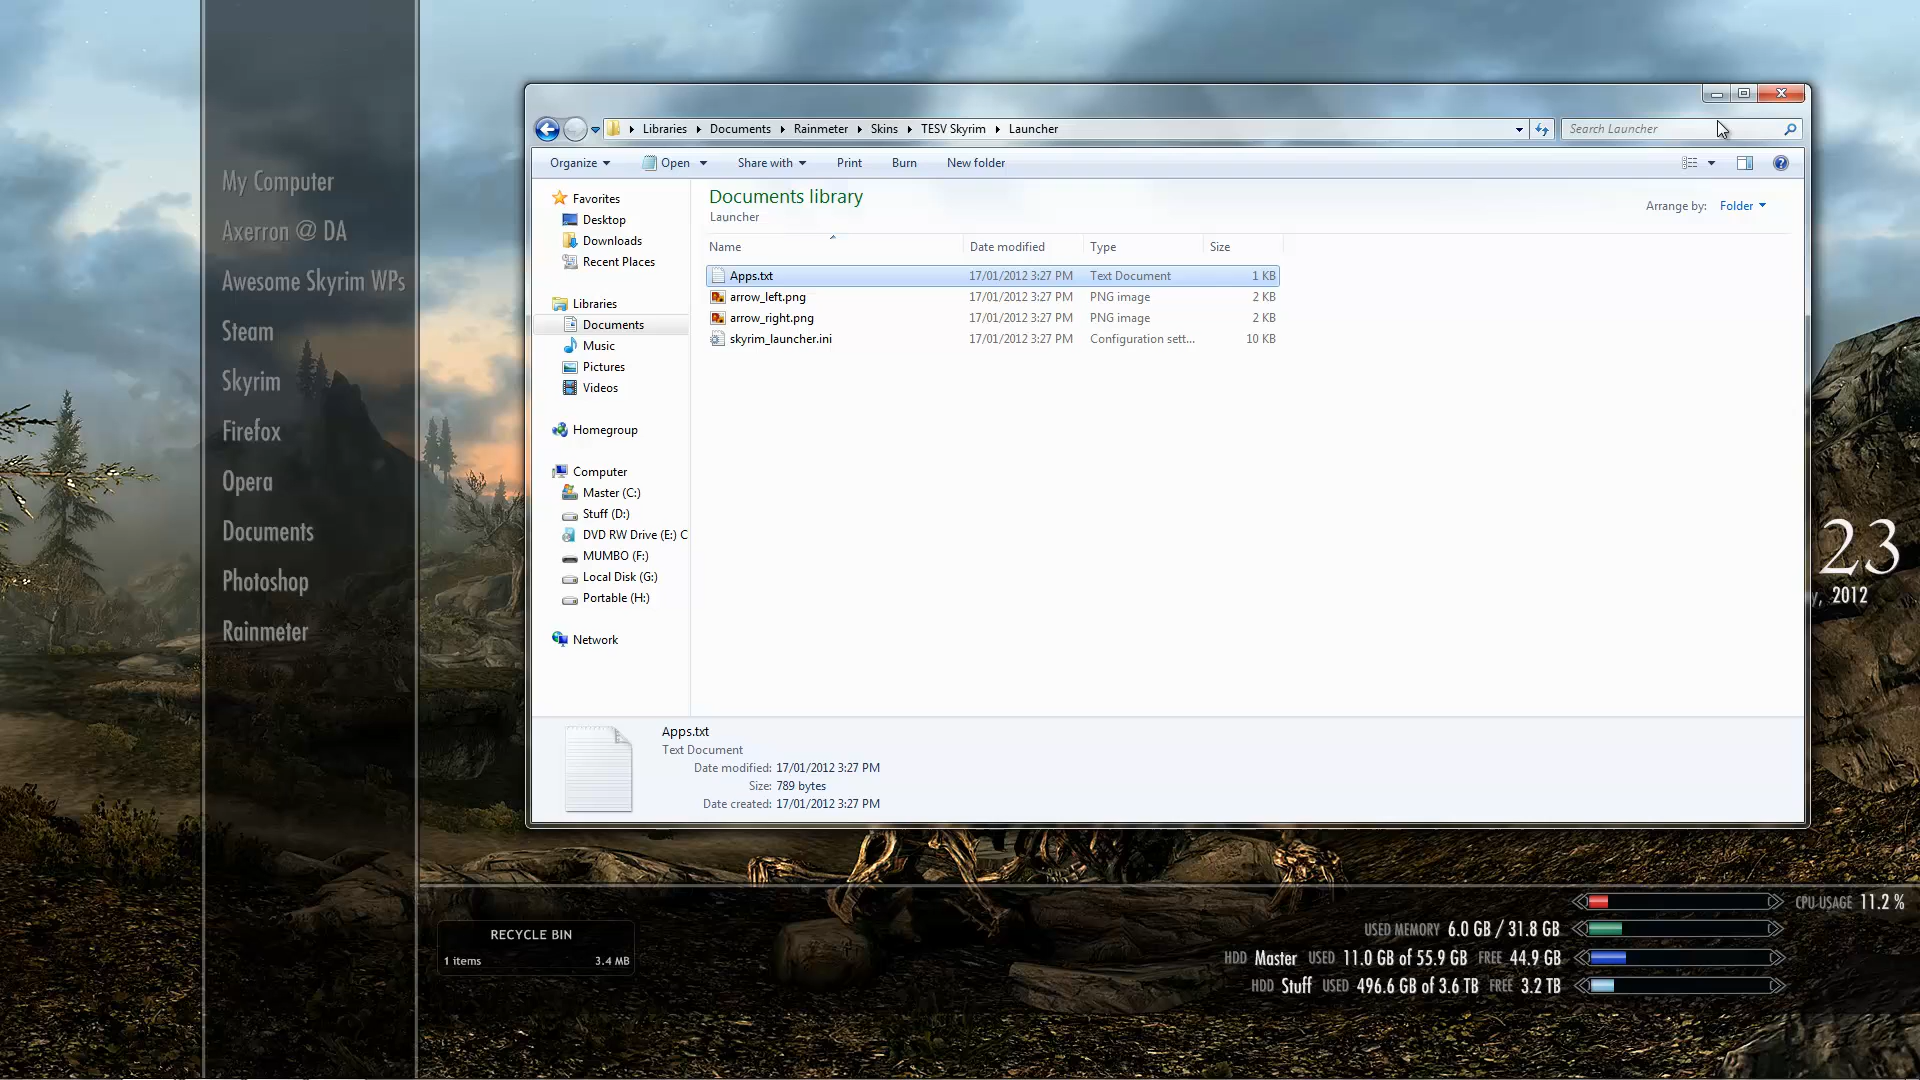 My Computer
Axerron @ DA
Awesome Skyrim WPs
Steam
Skyrim
Firefox
Opera
Documents
Photoshop
Rainmeter
Libraries Documents Rainmeter Skins TESV Skyrim Launcher
Search Launcher
Organize Open Share with Print Burn New folder
Favorites
Desktop
Downloads
Recent Places
Libraries
Documents
Music
Pictures
Videos
Homegroup
Computer
Master (C:)
Stuff (D:)
DVD RW Drive (E:) C
MUMBO (F:)
Local Disk (G:)
Portable (H:)
Network
Documents library
Launcher
Arrange by: Folder
Name Date modified Type Size
Apps.txt 17/01/2012 3:27 PM Text Document 1 KB
arrow_left.png 17/01/2012 3:27 PM PNG image 2 KB
arrow_right.png 17/01/2012 3:27 PM PNG image 2 KB
skyrim_launcher.ini 17/01/2012 3:27 PM Configuration sett... 10 KB
Apps.txt
Text Document
Date modified: 17/01/2012 3:27 PM
Size: 789 bytes
Date created: 17/01/2012 3:27 PM
23
y, 2012
RECYCLE BIN
1 items 3.4 MB
CPU USAGE 11.2 %
USED MEMORY 6.0 GB / 31.8 GB
HDD Master USED 11.0 GB of 55.9 GB FREE 44.9 GB
HDD Stuff USED 496.6 GB of 3.6 TB FREE 3.2 TB